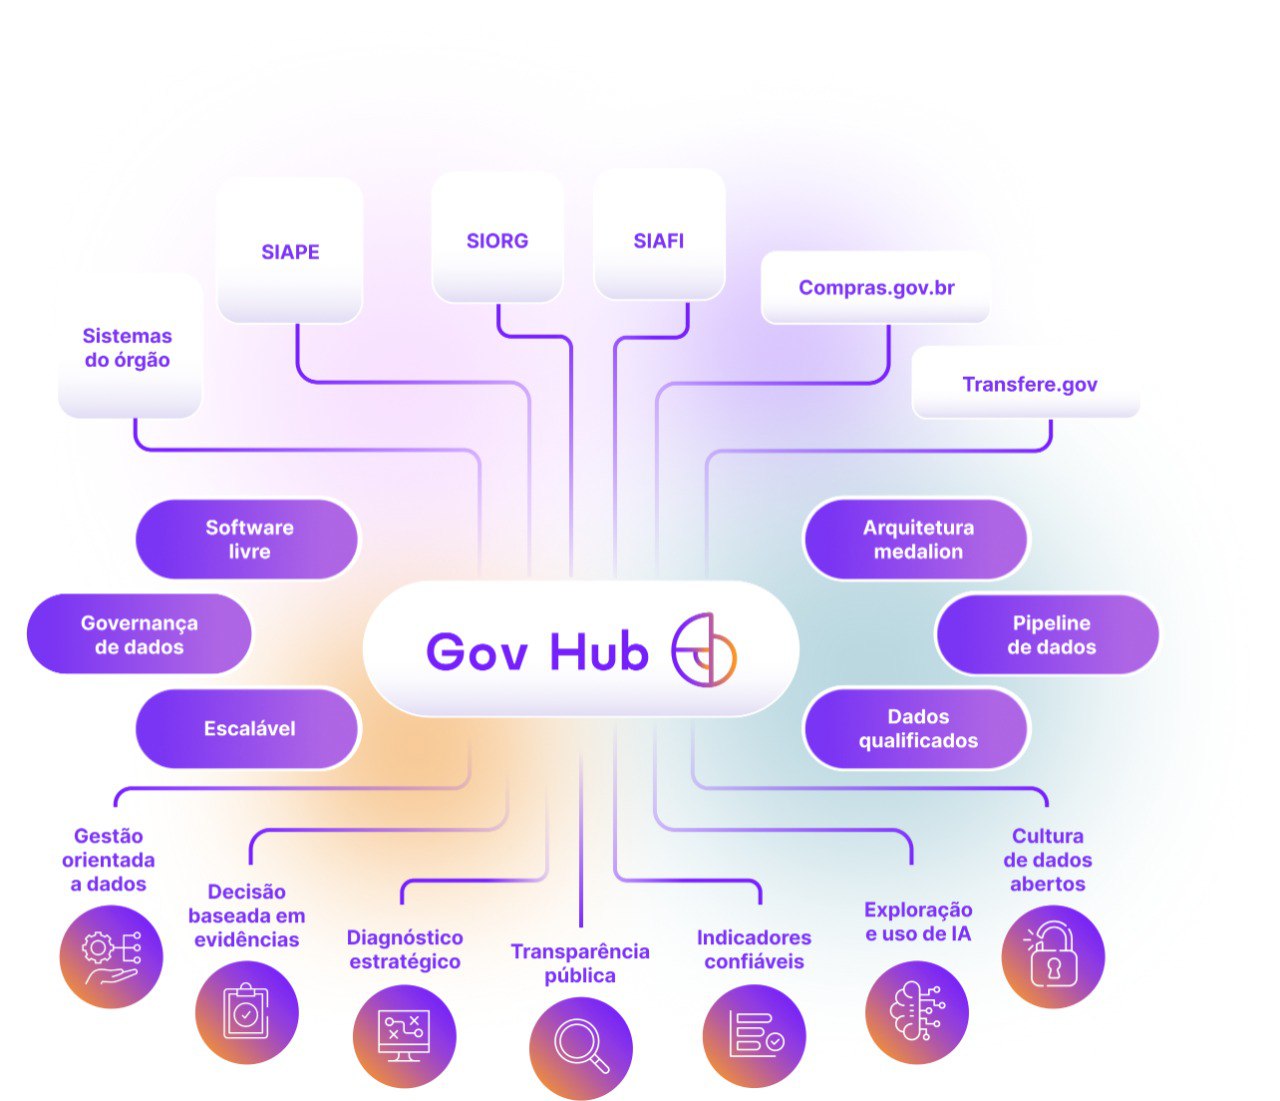 SIAPE
SIORG
SIAFI
Compras.gov.br
Sistemas
do órgão
Transfere.gov
Software
livre
Arquitetura
medalion
Governança
de dados
Pipeline
de dados
Gov Hub
Escalável
Dados
qualificados
Gestão
orientada
a dados
Decisão
baseada em
evidências
Diagnóstico
estratégico
Transparência
pública
Indicadores
confiáveis
Exploração
e uso de IA
Cultura
de dados
abertos